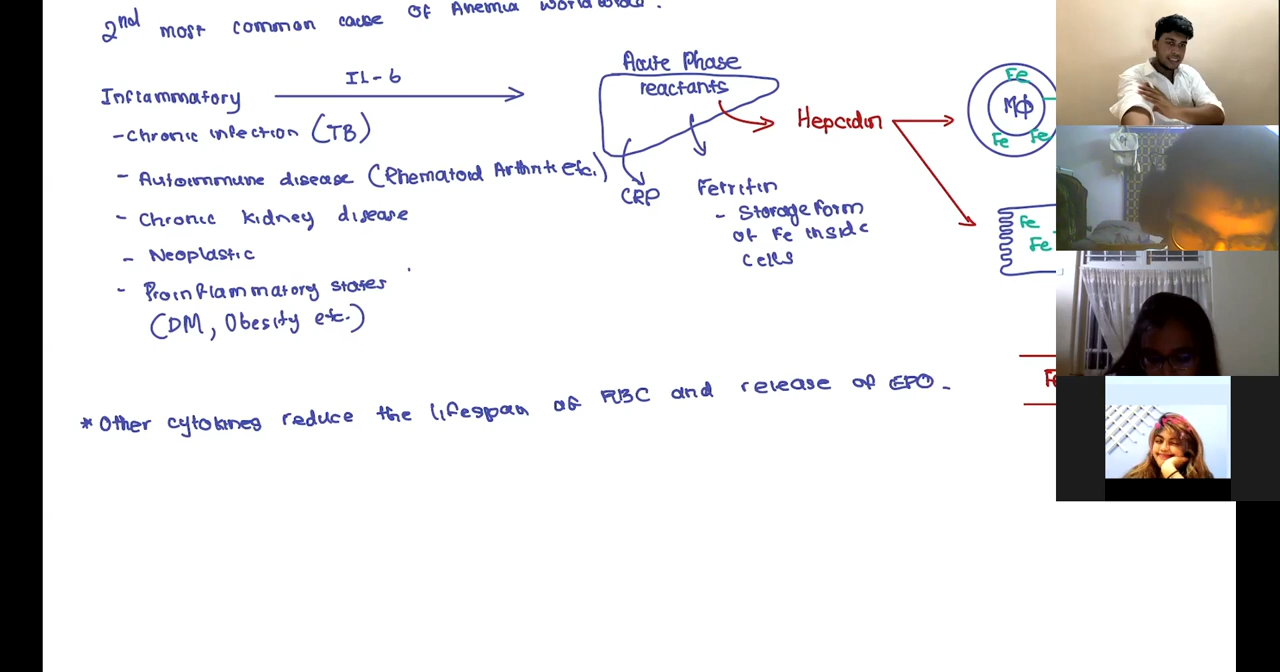 2nd most common cause of Anemia worldwide.
Inflammatory
IL-6
- Chronic infection (TB)
- Autoimmune disease (Rhematoid Arthritis etc.)
- Chronic kidney disease
- Neoplastic
- Proinflammatory states
(DM, Obesity etc.)
Acute Phase
reactants
CRP
Ferritin
- Storage form
of Fe inside
cells
Hepcidin
Fe
Mϕ
Fe Fe
Fe
Fe
* Other cytokines reduce the lifespan of RBC and release of EPO.